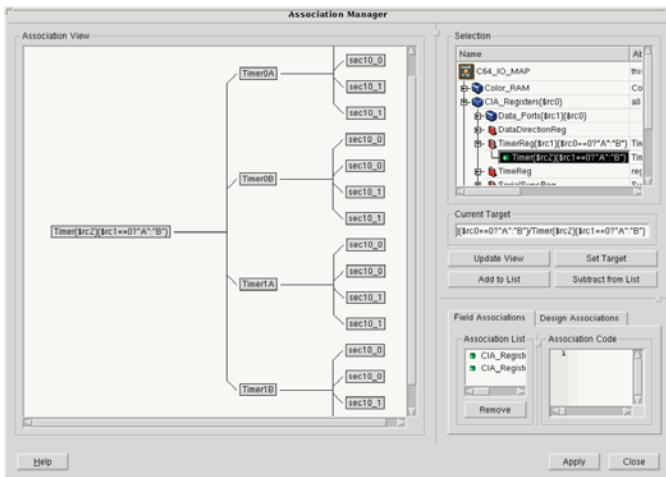 Association Manager
Association View
Timer($rc2)($rc1==0?"A":"B")
Timer0A
sec10_0
sec10_1
sec10_1
Timer0B
sec10_0
sec10_0
sec10_1
sec10_1
Timer1A
sec10_0
sec10_0
sec10_1
sec10_1
Timer1B
sec10_0
sec10_0
sec10_1
Selection
Name
C64_IO_MAP
Color_RAM
Co
CIA_Registers($rc0)
all
Data_Ports($rc1)($rc0)
DataDirectionReg
TimerReg($rc1)($rc0==0?"A":"B")
Timer($rc2)($rc1==0?"A":"B")
TimeReg
Current Target
)($rc0==0?"A":"B")/Timer($rc2)($rc1==0?"A":"B")
Update View
Set Target
Add to List
Subtract from List
Field Associations
Design Associations
Association List
CIA_Regist
CIA_Regist
Remove
Association Code
1
Help
Apply
Close